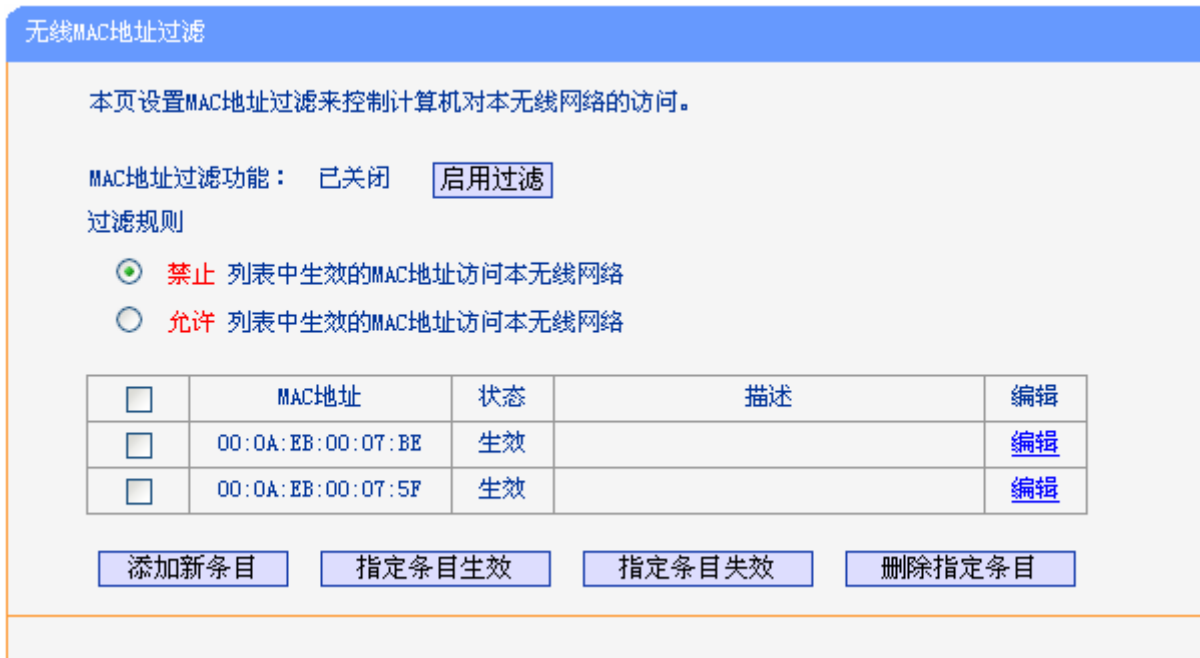 无线MAC地址过滤
本页设置MAC地址过滤来控制计算机对本无线网络的访问。
MAC地址过滤功能： 已关闭 启用过滤
过滤规则
禁止 列表中生效的MAC地址访问本无线网络
允许 列表中生效的MAC地址访问本无线网络
MAC地址 状态 描述 编辑
00:0A:EB:00:07:BE 生效 编辑
00:0A:EB:00:07:5F 生效 编辑
添加新条目 指定条目生效 指定条目失效 删除指定条目